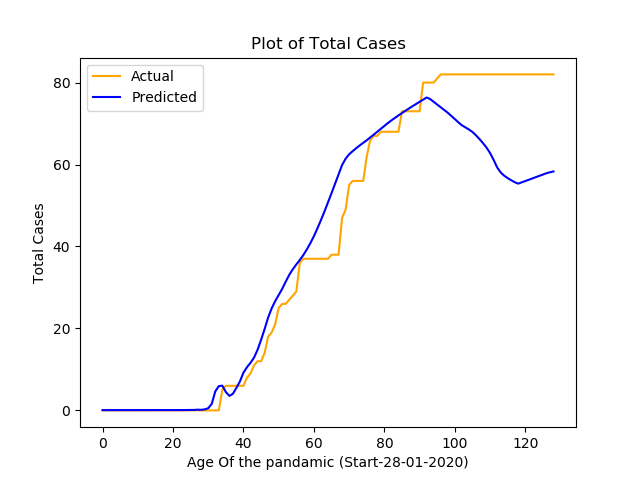 Plot of Total Cases
Actual
Predicted
80
60
40
20
0
Total Cases
0 20 40 60 80 100 120
Age Of the pandamic (Start-28-01-2020)